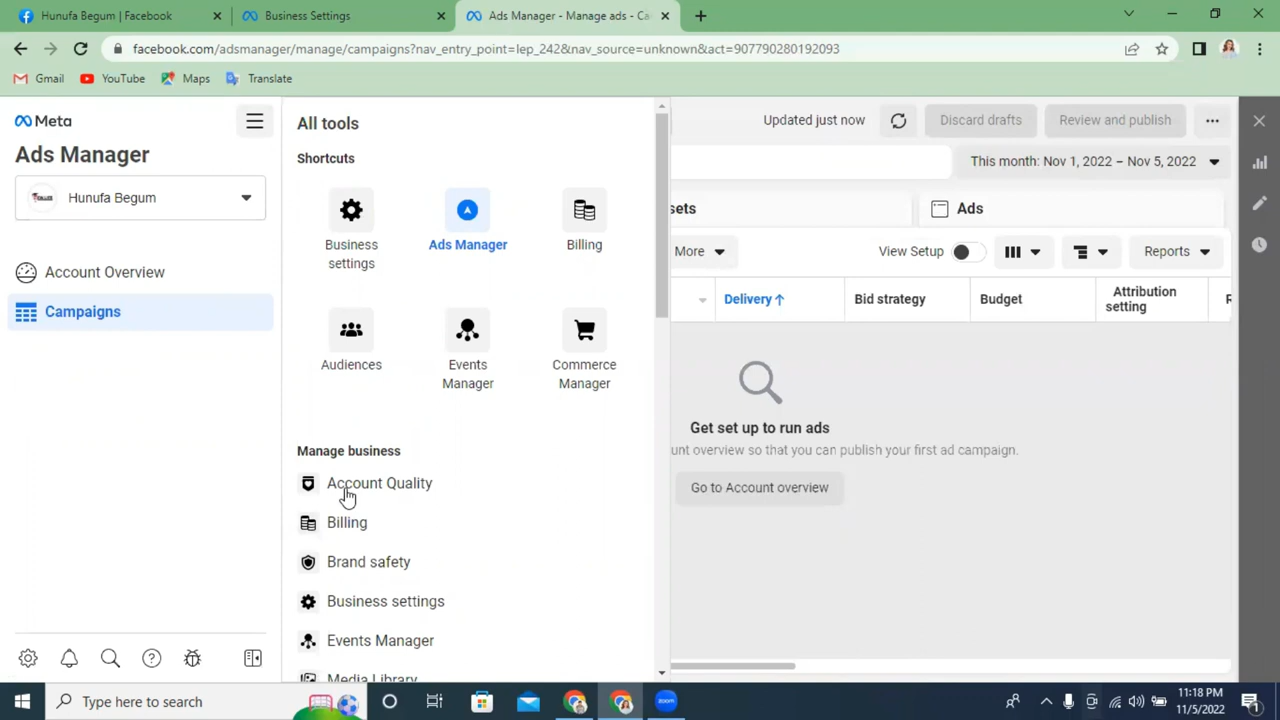 Hunufa Begum | Facebook
Business Settings
Ads Manager - Manage ads - Ca
facebook.com/adsmanager/manage/campaigns?nav_entry_point=lep_242&nav_source=unknown&act=907790280192093
Gmail
YouTube
Maps
Translate
Meta
Ads Manager
Hunufa Begum
Account Overview
Campaigns
All tools
Shortcuts
Business settings
Ads Manager
Billing
Audiences
Events Manager
Commerce Manager
Manage business
Account Quality
Billing
Brand safety
Business settings
Events Manager
Media Library
Updated just now
Discard drafts
Review and publish
This month: Nov 1, 2022 – Nov 5, 2022
sets
Ads
More
View Setup
Reports
Delivery ↑
Bid strategy
Budget
Attribution setting
R
Get set up to run ads
unt overview so that you can publish your first ad campaign.
Go to Account overview
Type here to search
zoom
11:18 PM
11/5/2022
1